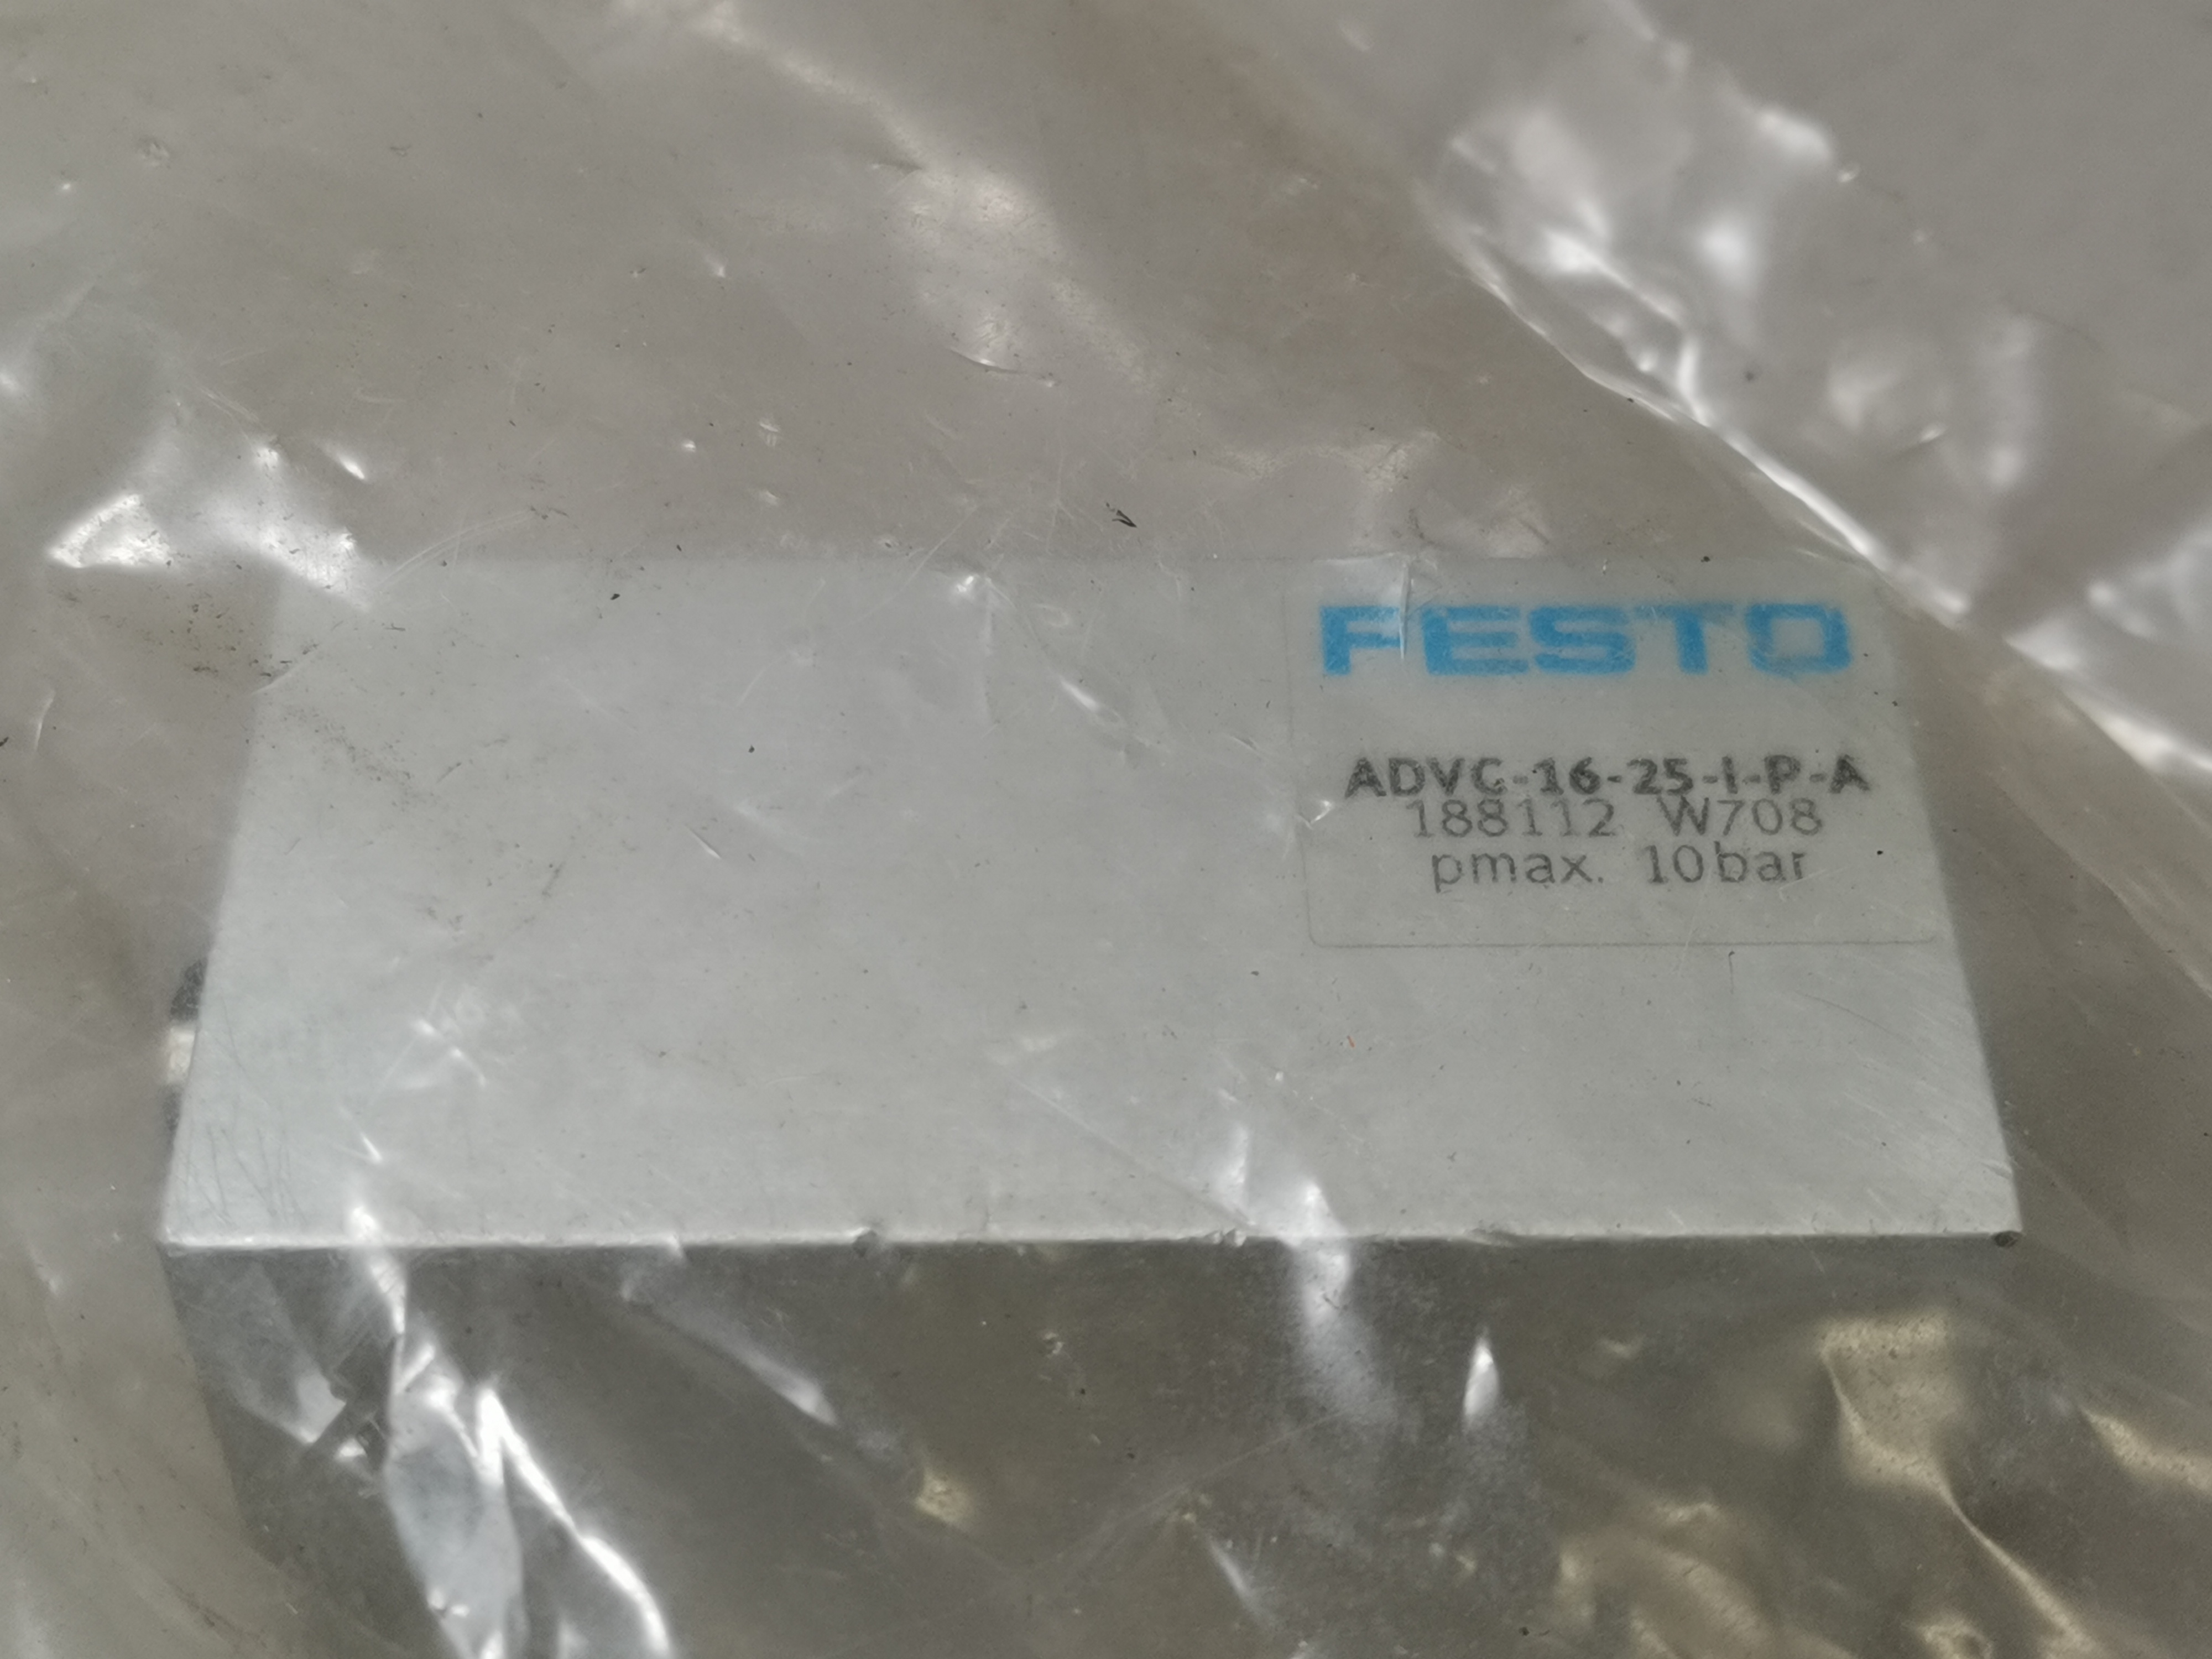 FESTO
ADVC-16-25-I-P-A
188112 W708
pmax. 10bar